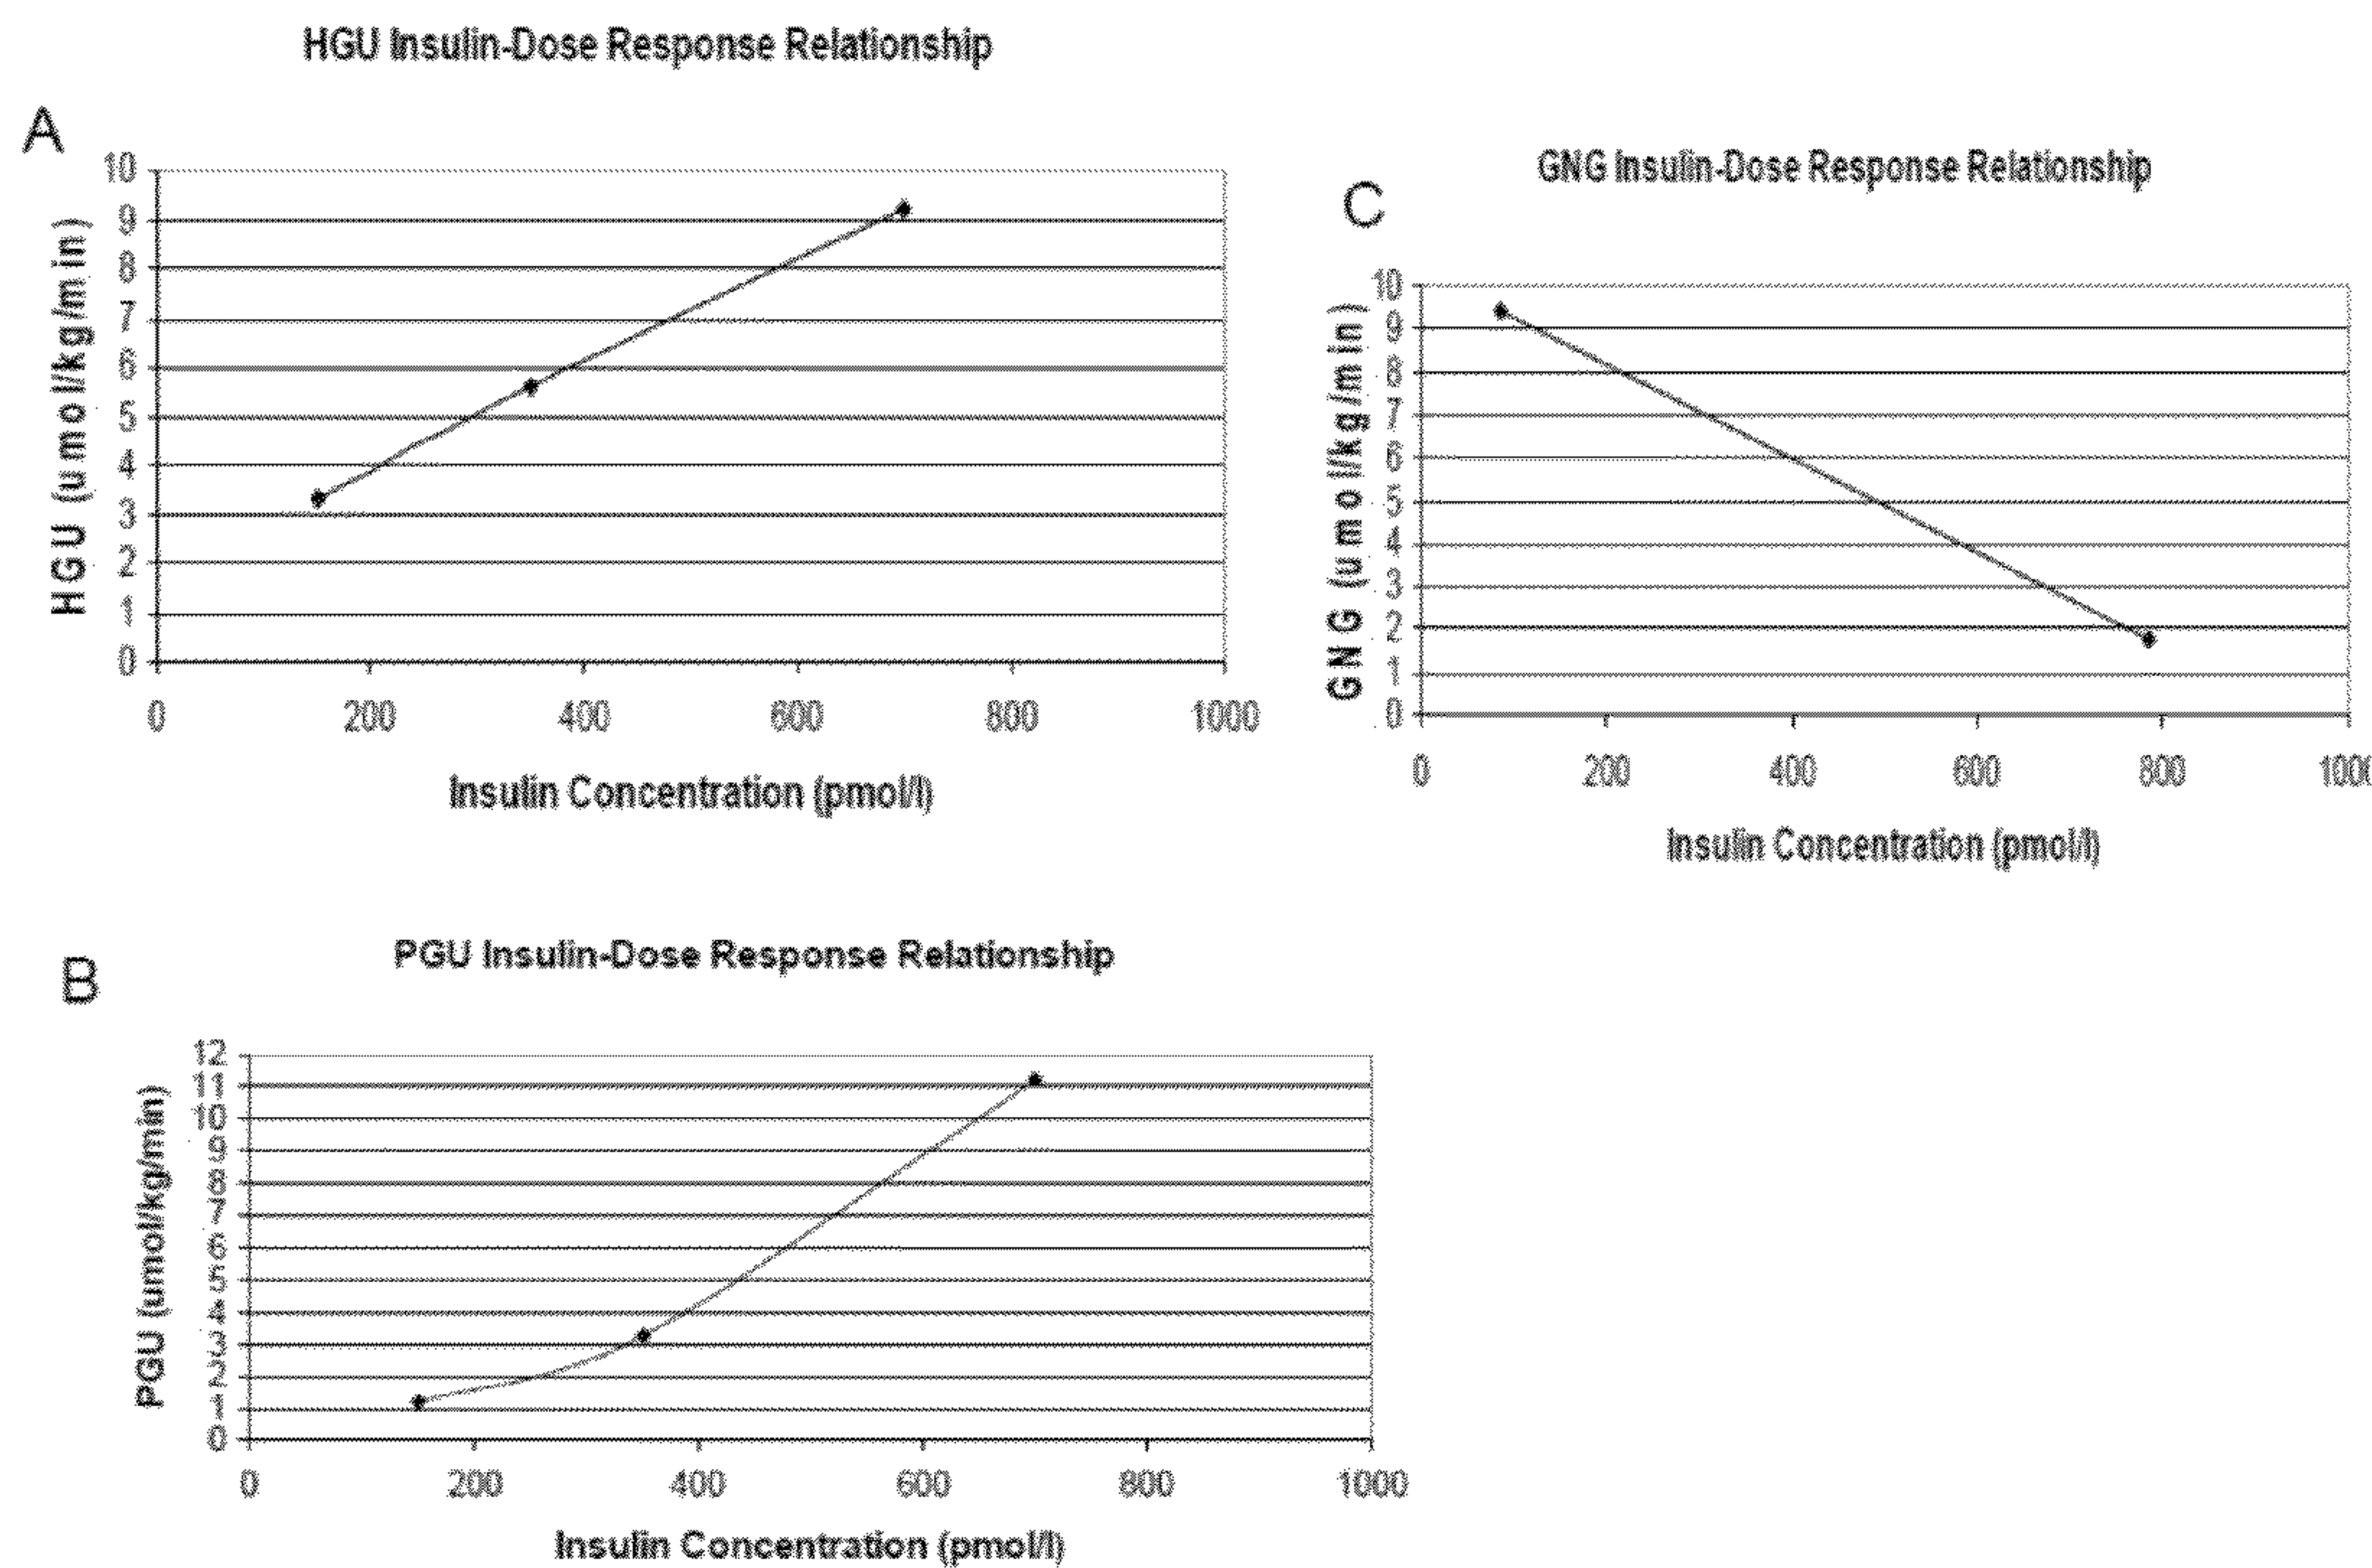 HGU Insulin-Dose Response Relationship
A
10
9
8
7
6
5
4
3
2
1
0
HGU (umol/kg/min)
0 200 400 600 800 1000
Insulin Concentration (pmol/l)
GNG Insulin-Dose Response Relationship
C
10
9
8
7
6
5
4
3
2
1
0
GNG (umol/kg/min)
0 200 400 600 800 100
Insulin Concentration (pmol/l)
PGU Insulin-Dose Response Relationship
B
12
11
10
9
8
7
6
5
4
3
2
1
0
PGU (umol/kg/min)
0 200 400 600 800 1000
Insulin Concentration (pmol/l)